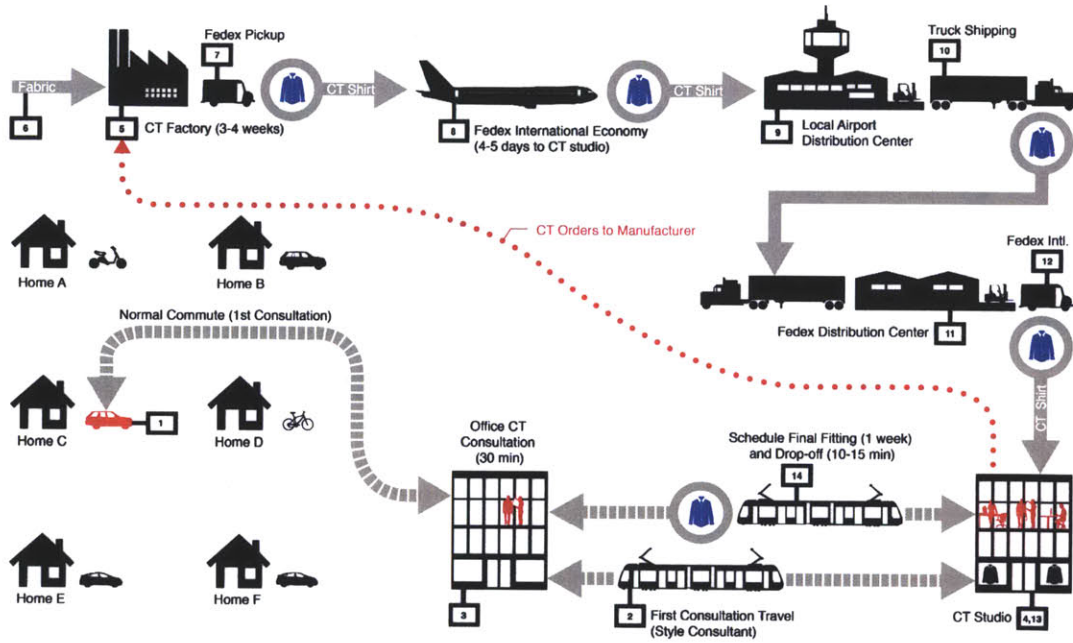 Fedex Pickup
7
Truck Shipping
10
Fabric
CT Shirt
CT Shirt
6
5
CT Factory (3-4 weeks)
8
Fedex International Economy
(4-5 days to CT studio)
9
Local Airport
Distribution Center
CT Orders to Manufacturer
Fedex Intl.
12
Home A
Home B
Normal Commute (1st Consultation)
Fedex Distribution Center
11
CT Shirt
1
Home C
Home D
Office CT
Consultation
(30 min)
Schedule Final Fitting (1 week)
and Drop-off (10-15 min)
14
Home E
Home F
3
2
First Consultation Travel
(Style Consultant)
CT Studio
4,13